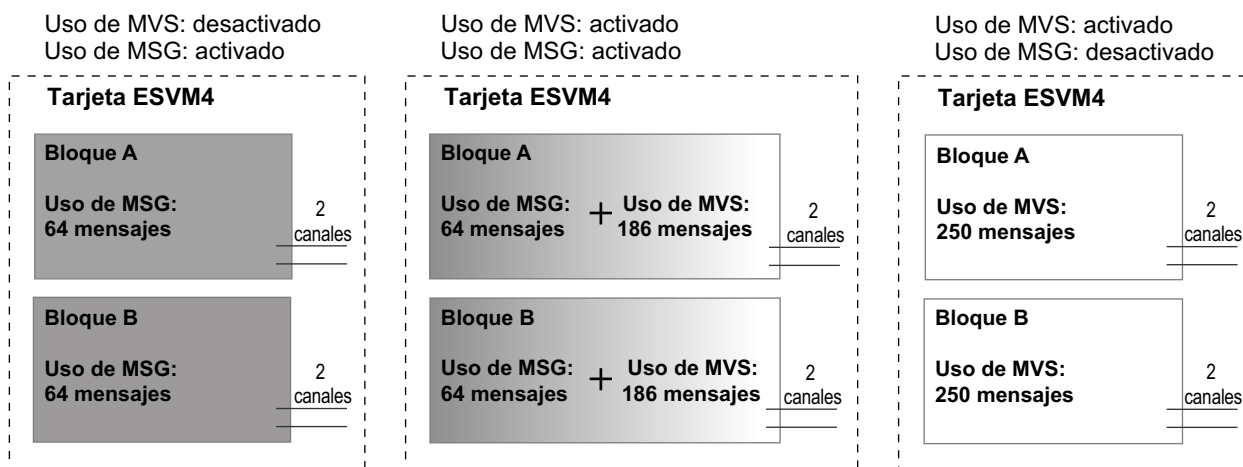 Uso de MVS: desactivado
Uso de MSG: activado
Tarjeta ESVM4
Bloque A
Uso de MSG:
64 mensajes
2
canales
Bloque B
Uso de MSG:
64 mensajes
2
canales
Uso de MVS: activado
Uso de MSG: activado
Tarjeta ESVM4
Bloque A
Uso de MSG:
64 mensajes
+
Uso de MVS:
186 mensajes
2
canales
Bloque B
Uso de MSG:
64 mensajes
+
Uso de MVS:
186 mensajes
2
canales
Uso de MVS: activado
Uso de MSG: desactivado
Tarjeta ESVM4
Bloque A
Uso de MVS:
250 mensajes
2
canales
Bloque B
Uso de MVS:
250 mensajes
2
canales